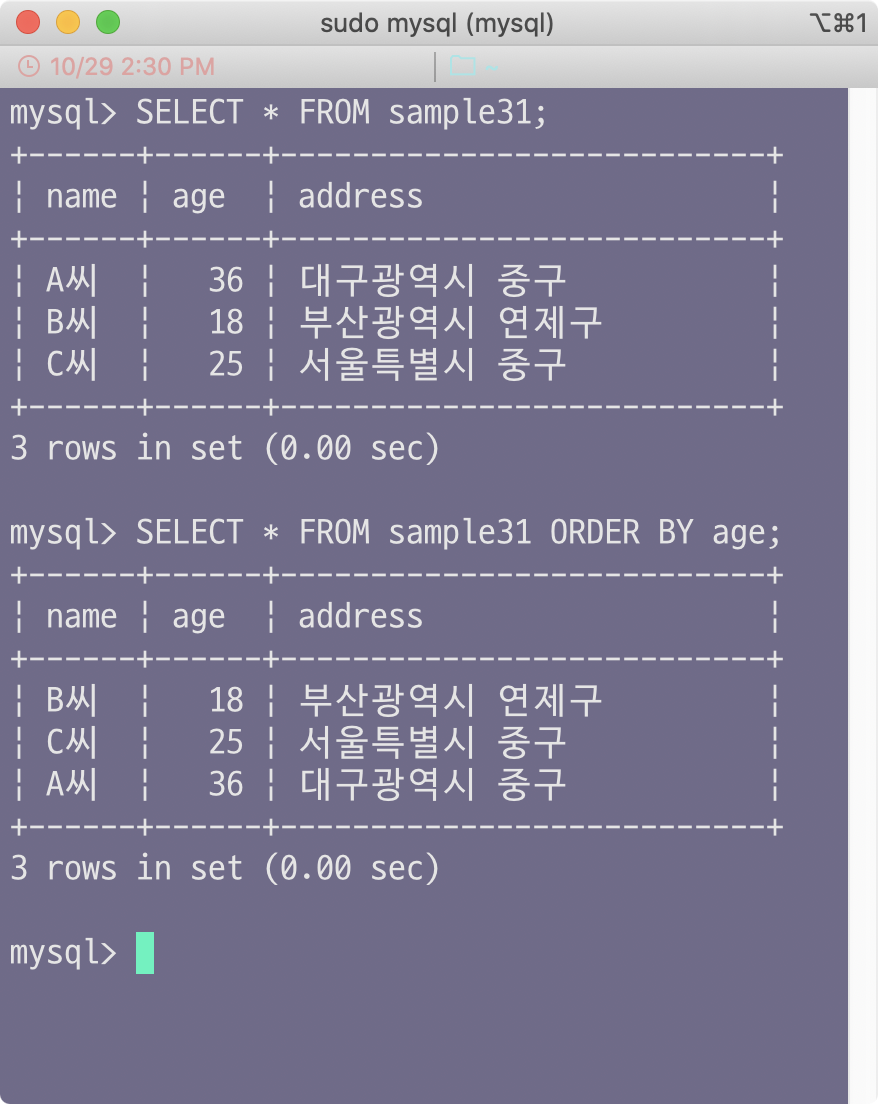 sudo mysql (mysql) ⌥⌘1
10/29 2:30 PM ~
mysql> SELECT * FROM sample31;
+------+------+---------------------------+
| name | age  | address                   |
+------+------+---------------------------+
| A씨  |   36 | 대구광역시 중구           |
| B씨  |   18 | 부산광역시 연제구         |
| C씨  |   25 | 서울특별시 중구           |
+------+------+---------------------------+
3 rows in set (0.00 sec)
mysql> SELECT * FROM sample31 ORDER BY age;
+------+------+---------------------------+
| name | age  | address                   |
+------+------+---------------------------+
| B씨  |   18 | 부산광역시 연제구         |
| C씨  |   25 | 서울특별시 중구           |
| A씨  |   36 | 대구광역시 중구           |
+------+------+---------------------------+
3 rows in set (0.00 sec)
mysql>